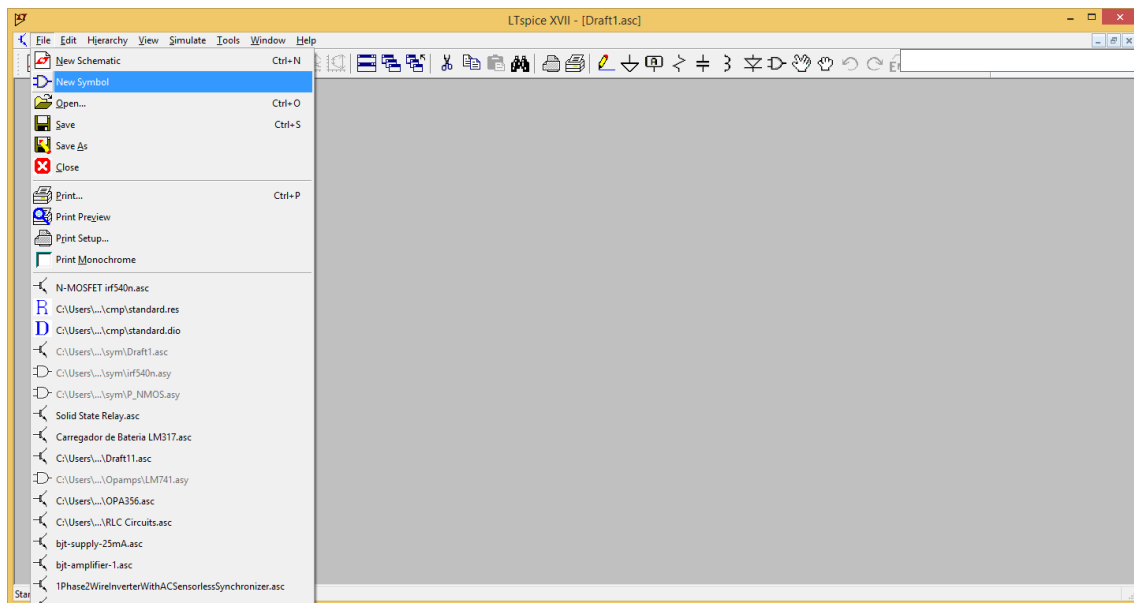 LTspice XVII - [Draft1.asc]
File Edit Hierarchy View Simulate Tools Window Help
New Schematic Ctrl+N
New Symbol
Open... Ctrl+O
Save Ctrl+S
Save As
Close
Print... Ctrl+P
Print Preview
Print Setup...
Print Monochrome
N-MOSFET irf540n.asc
C:\Users\...\cmp\standard.res
C:\Users\...\cmp\standard.dio
C:\Users\...\sym\Draft1.asc
C:\Users\...\sym\irf540n.asy
C:\Users\...\sym\P_NMOS.asy
Solid State Relay.asc
Carregador de Bateria LM317.asc
C:\Users\...\Draft11.asc
C:\Users\...\Opamps\LM741.asy
C:\Users\...\OPA356.asc
C:\Users\...\RLC Circuits.asc
bjt-supply-25mA.asc
bjt-amplifier-1.asc
1Phase2WireInverterWithACSensorlessSynchronizer.asc